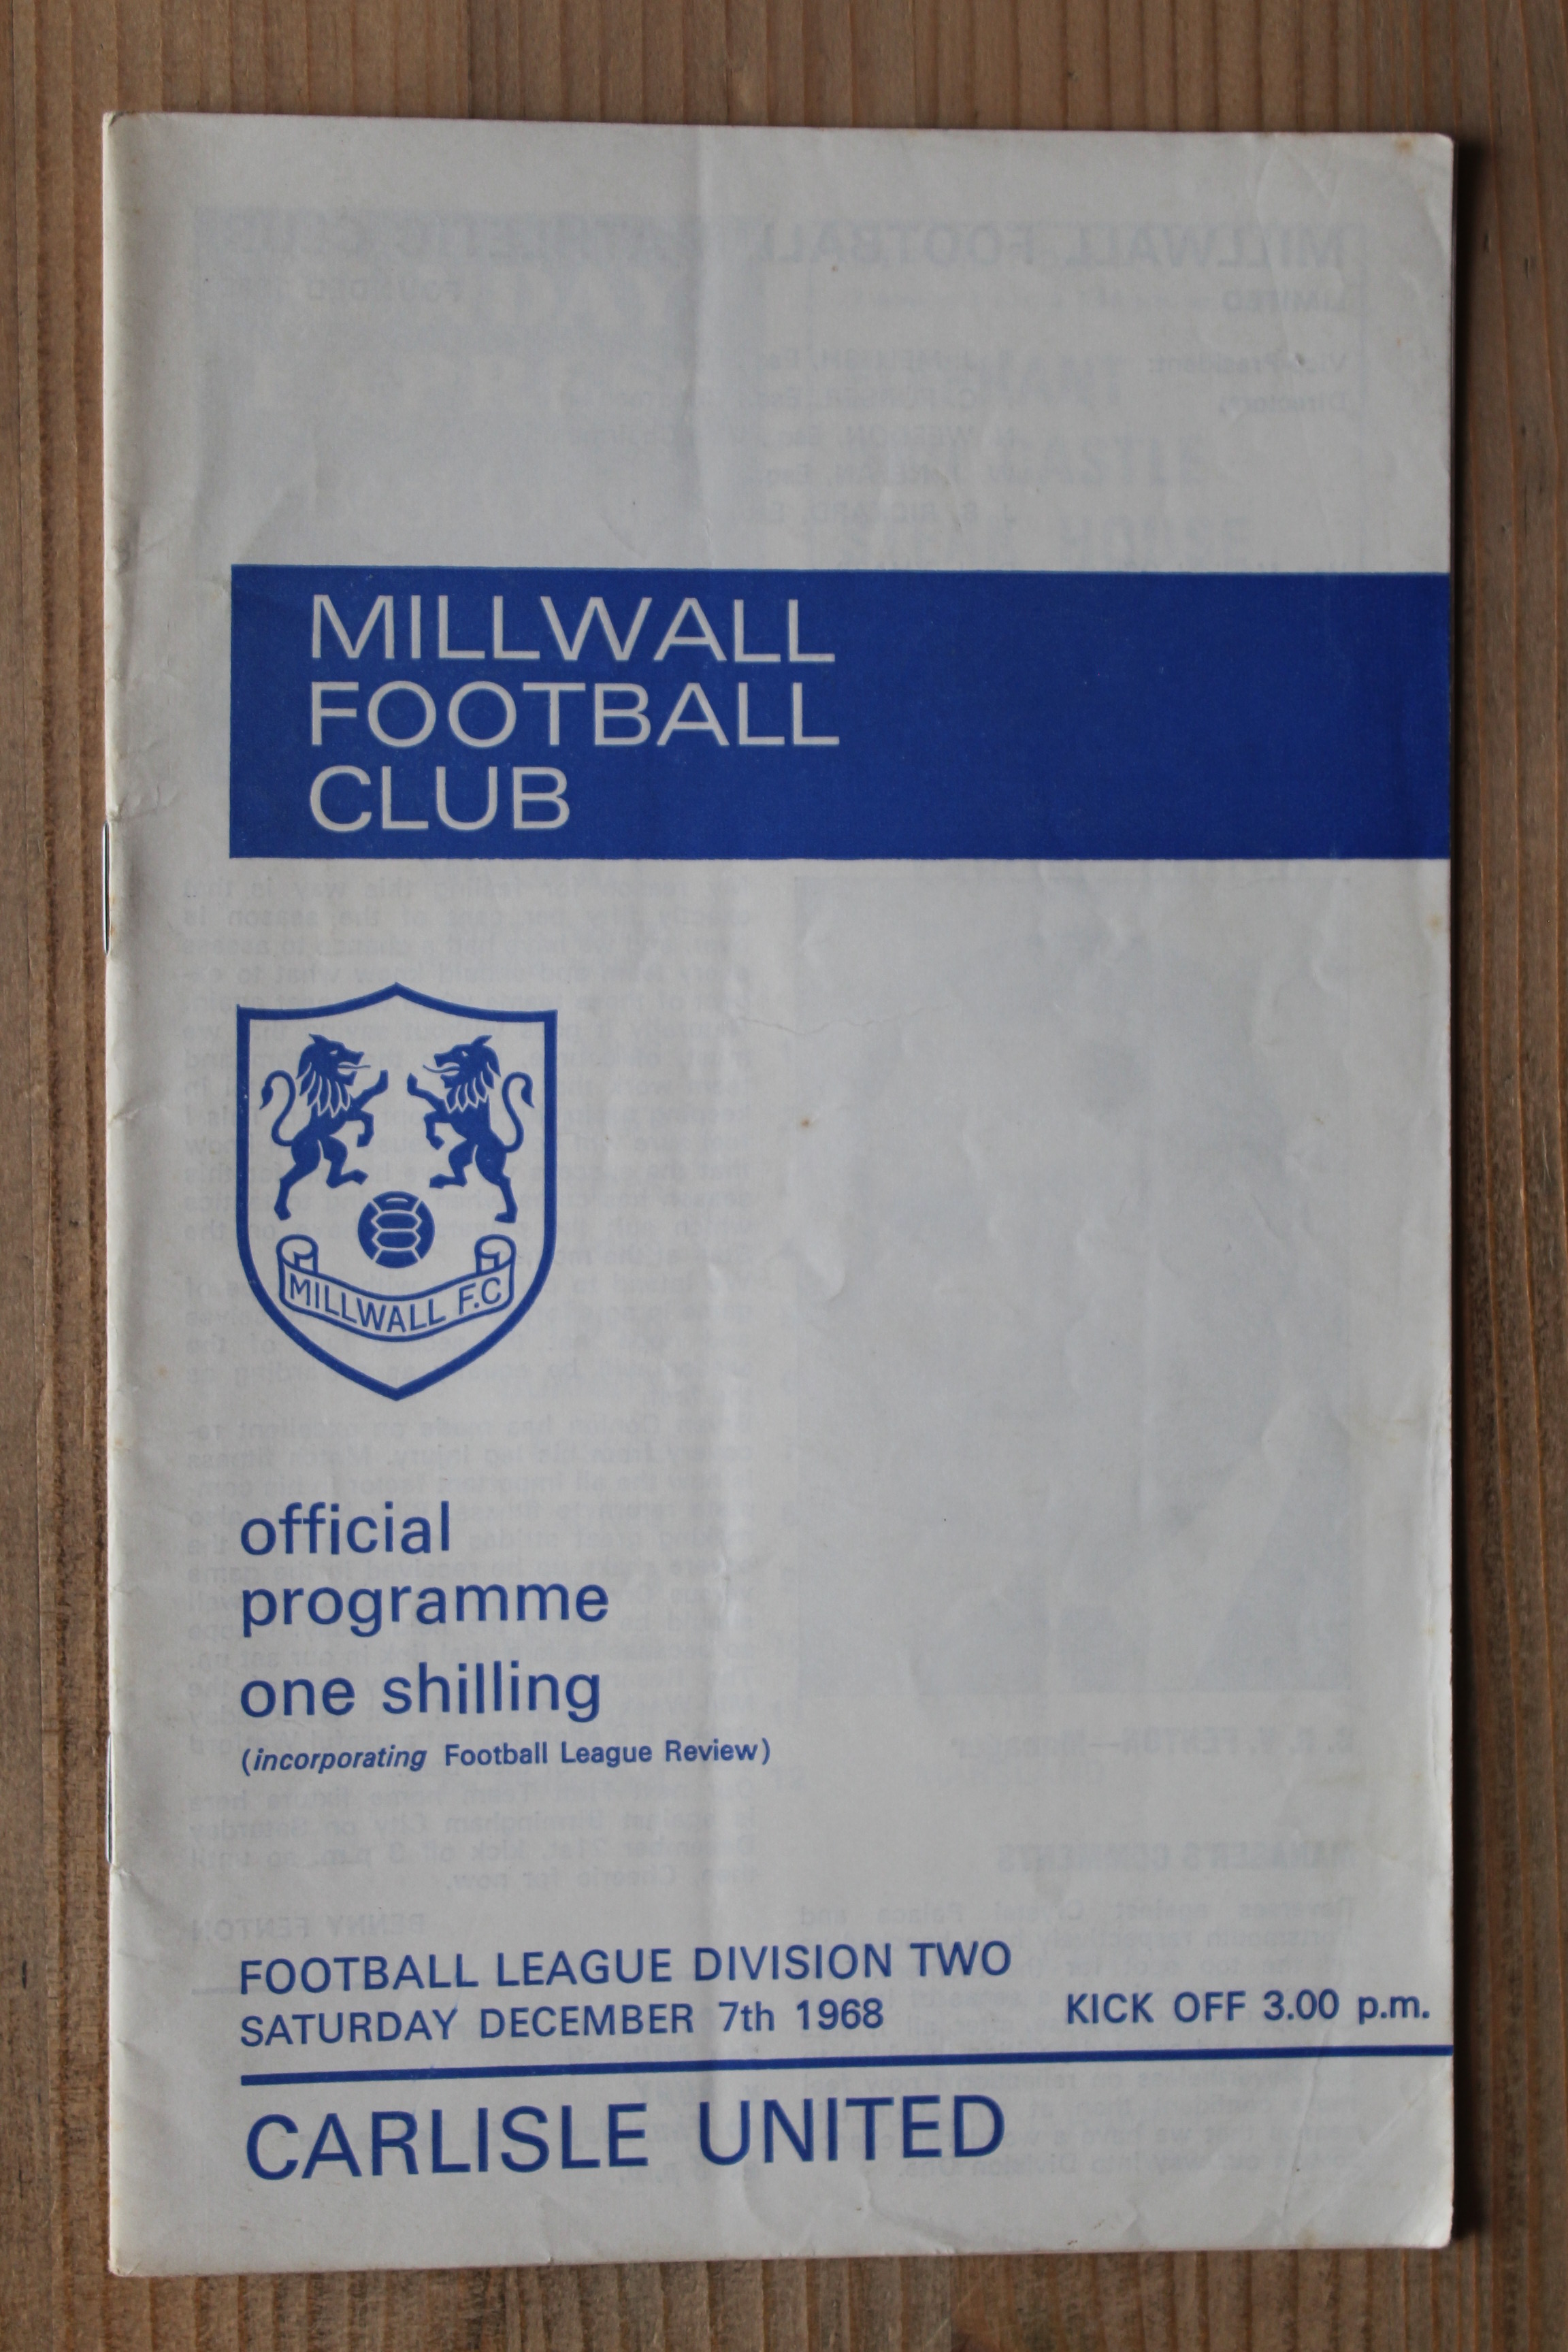 MILLWALL
FOOTBALL
CLUB
MILLWALL F.C
official
programme
one shilling
(incorporating Football League Review)
FOOTBALL LEAGUE DIVISION TWO
SATURDAY DECEMBER 7th 1968 KICK OFF 3.00 p.m.
CARLISLE UNITED